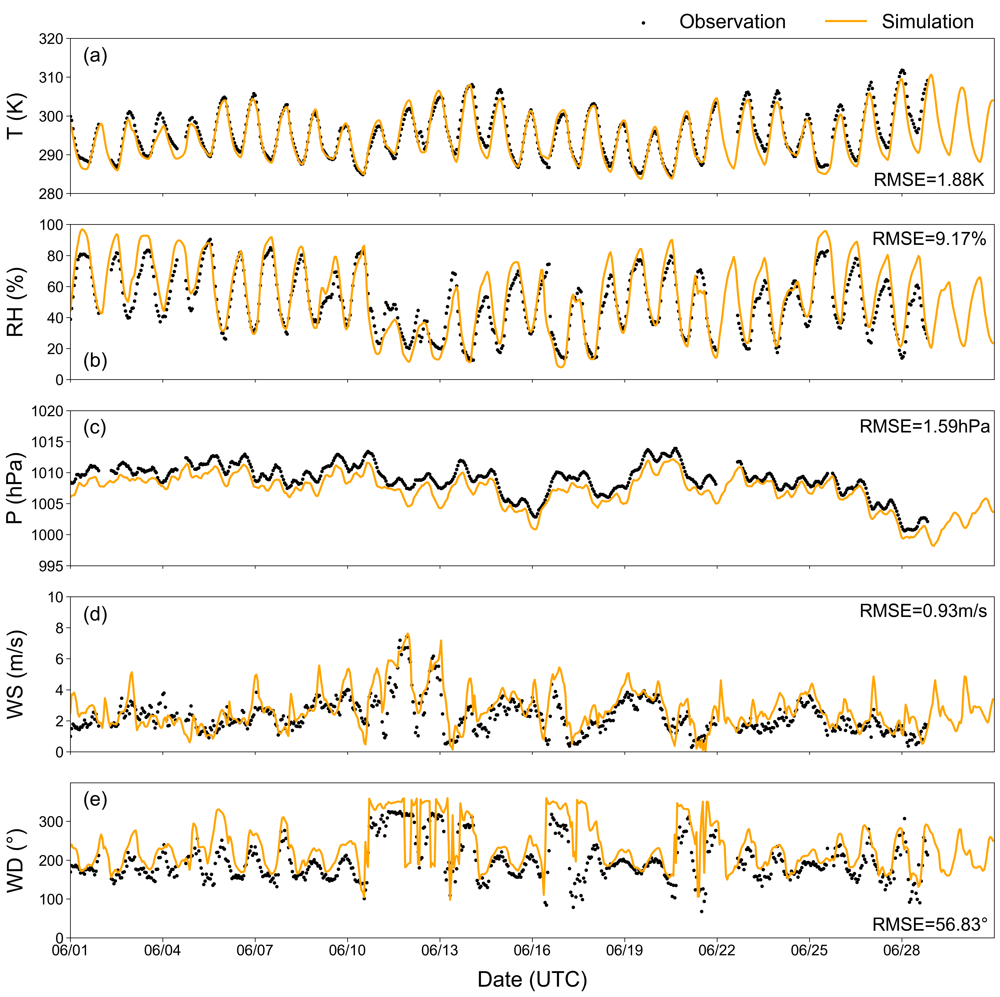 Observation Simulation
320
310
300
290
280
T (K)
(a)
RMSE=1.88K
100
80
60
40
20
0
RH (%)
RMSE=9.17%
(b)
1020
1015
1010
1005
1000
995
P (hPa)
(c)
RMSE=1.59hPa
10
8
6
4
2
0
WS (m/s)
(d)
RMSE=0.93m/s
300
200
100
0
WD (°)
(e)
RMSE=56.83°
06/01 06/04 06/07 06/10 06/13 06/16 06/19 06/22 06/25 06/28
Date (UTC)